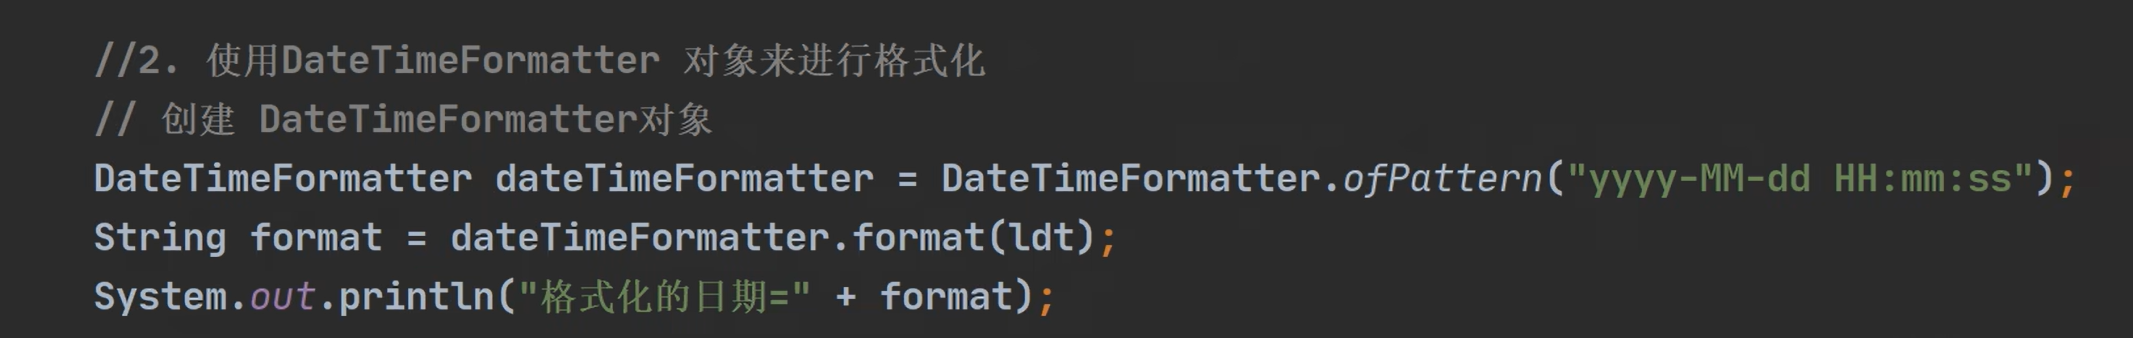 //2. 使用DateTimeFormatter 对象来进行格式化
// 创建 DateTimeFormatter对象
DateTimeFormatter dateTimeFormatter = DateTimeFormatter.ofPattern("yyyy-MM-dd HH:mm:ss");
String format = dateTimeFormatter.format(ldt);
System.out.println("格式化的日期=" + format);